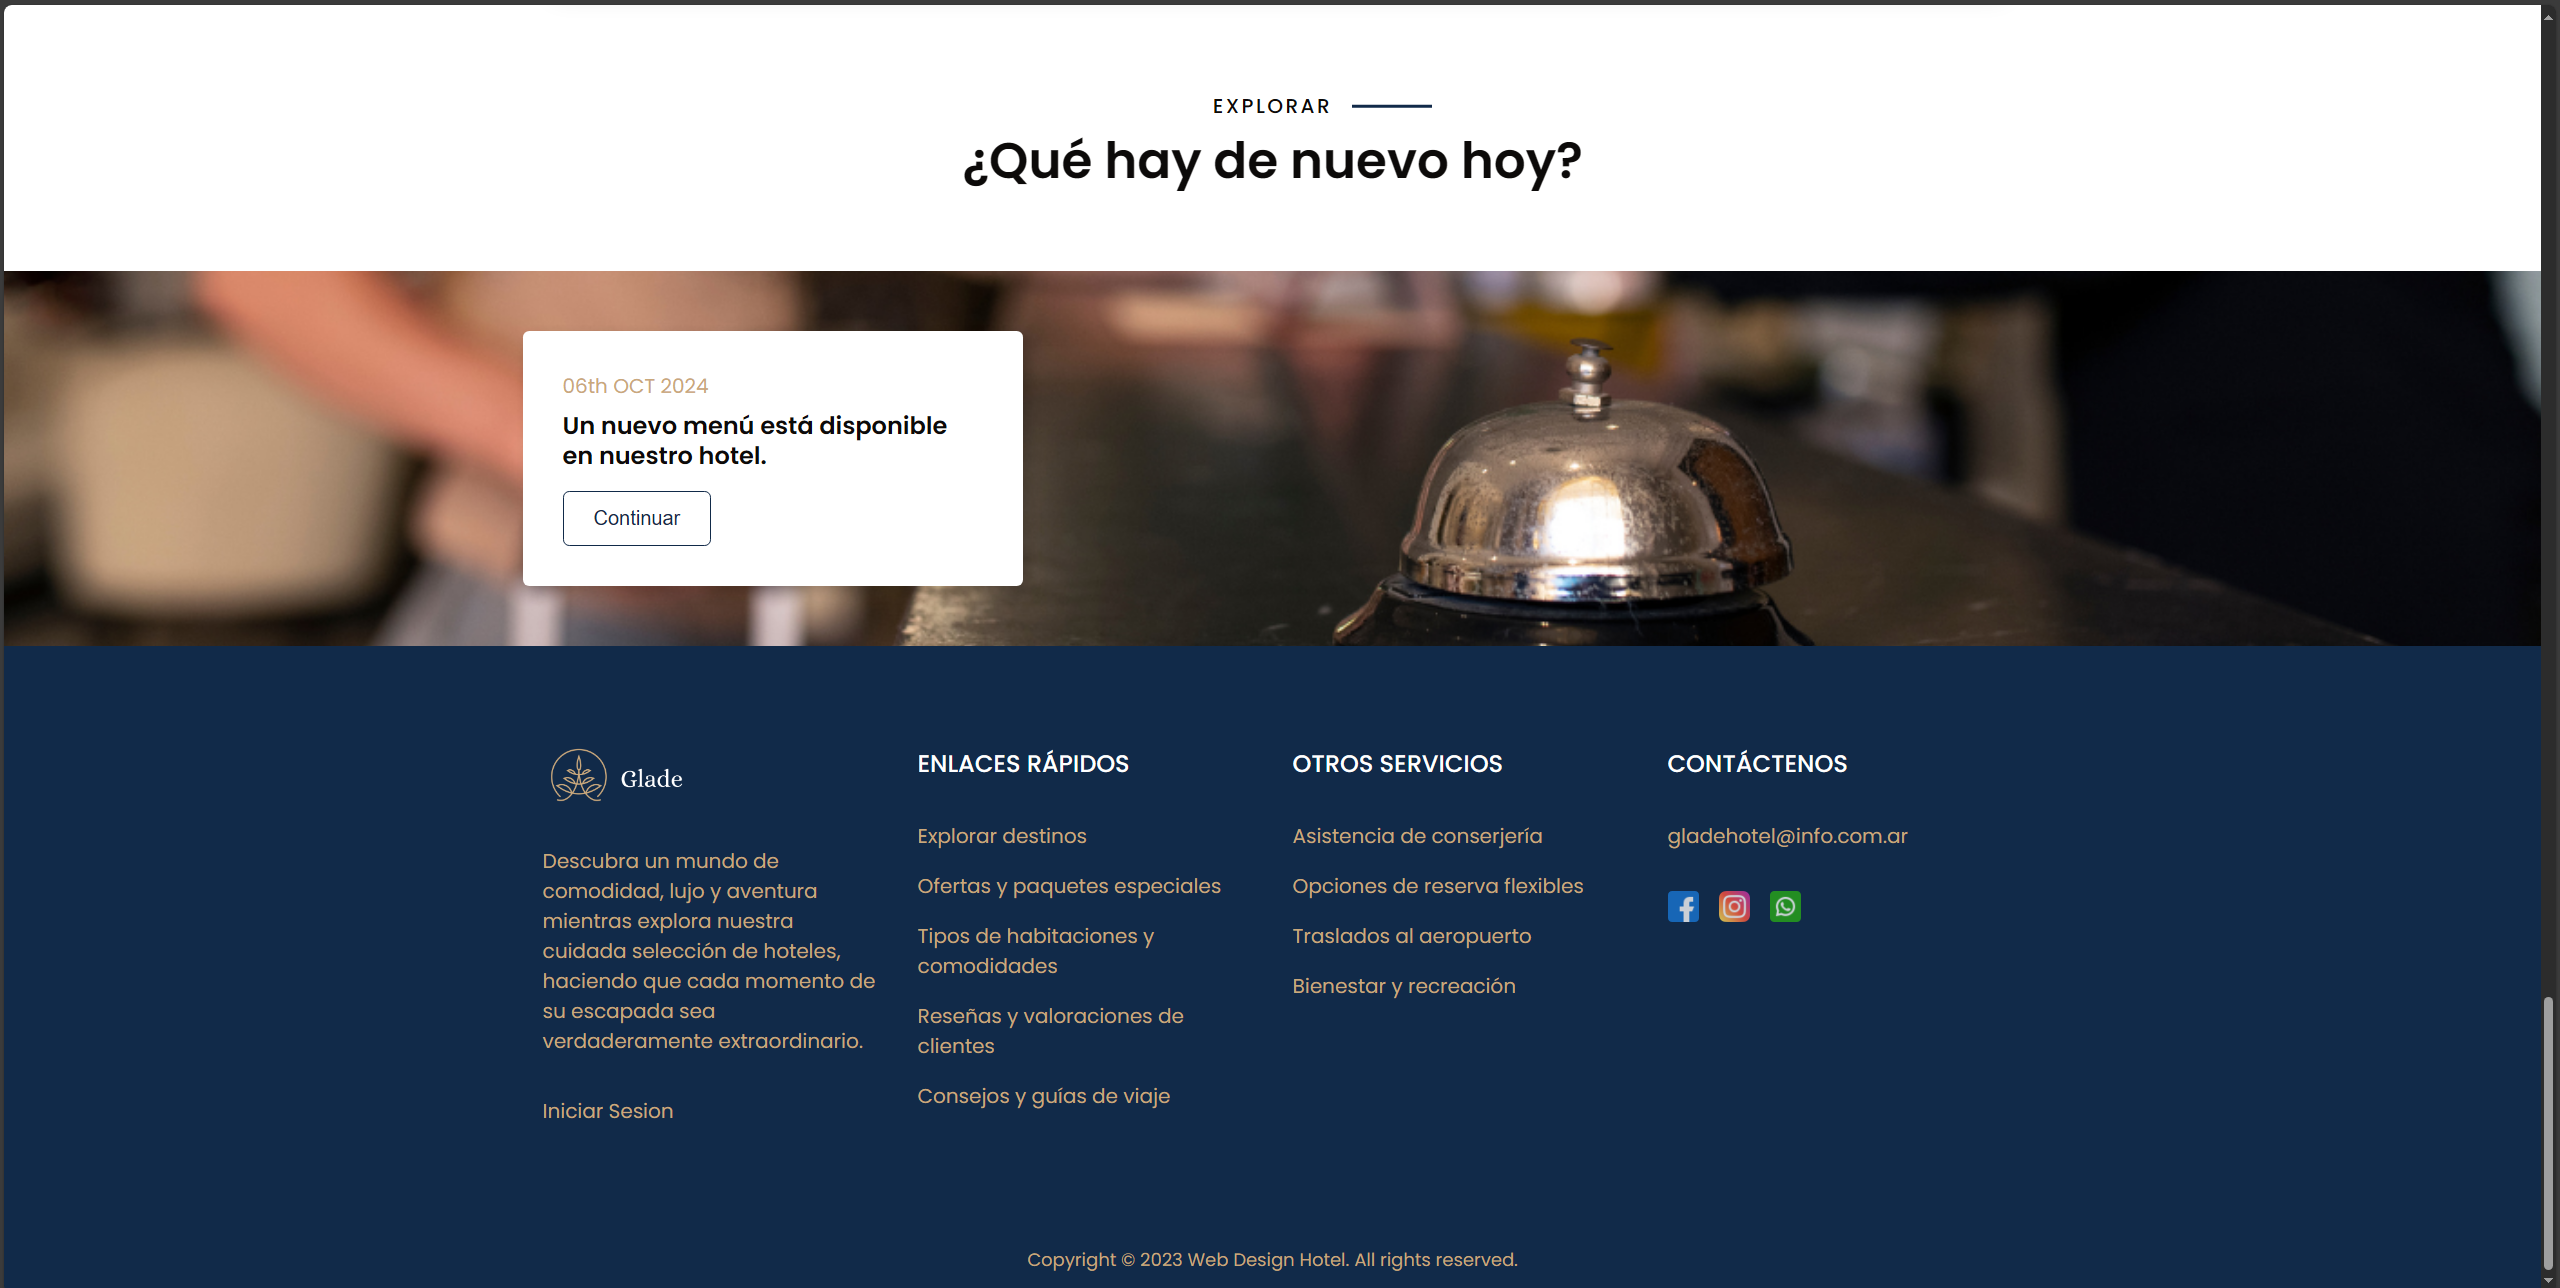 EXPLORAR
¿Qué hay de nuevo hoy?
06th OCT 2024
Un nuevo menú está disponible
en nuestro hotel.
Continuar
Glade
Descubra un mundo de
comodidad, lujo y aventura
mientras explora nuestra
cuidada selección de hoteles,
haciendo que cada momento de
su escapada sea
verdaderamente extraordinario.
Iniciar Sesion
ENLACES RÁPIDOS
Explorar destinos
Ofertas y paquetes especiales
Tipos de habitaciones y
comodidades
Reseñas y valoraciones de
clientes
Consejos y guías de viaje
OTROS SERVICIOS
Asistencia de conserjería
Opciones de reserva flexibles
Traslados al aeropuerto
Bienestar y recreación
CONTÁCTENOS
gladehotel@info.com.ar
Copyright © 2023 Web Design Hotel. All rights reserved.